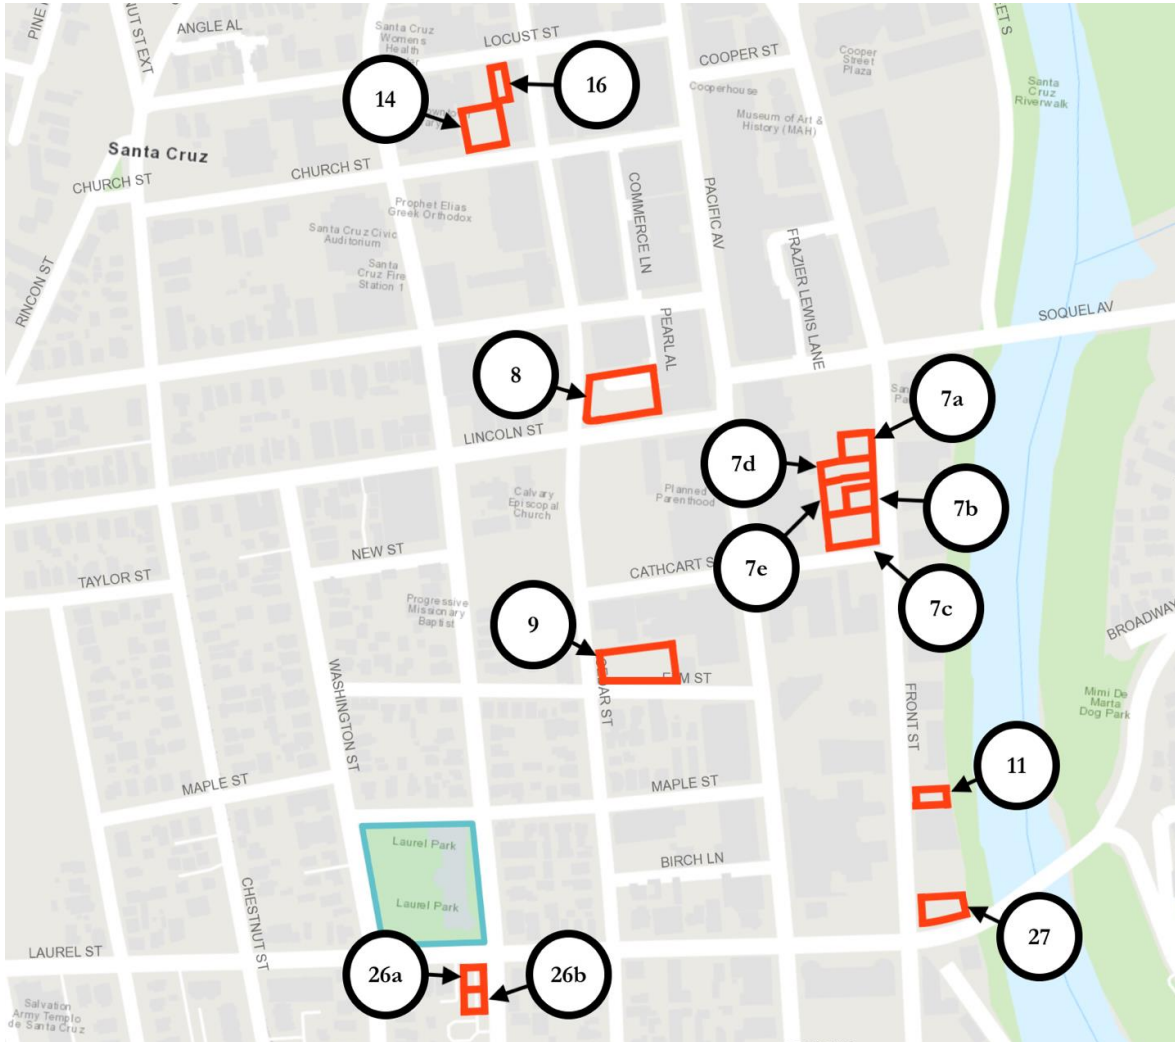 PINE
NUT ST EXT
ANGLE AL
Santa Cruz
Womens
Health
LOCUST ST
COOPER ST
Cooper
Street
Plaza
EET S
Santa
Cruz
Riverwalk
14
16
Cooperhouse
Museum of Art &
History (MAH)
Santa Cruz
CHURCH ST
CHURCH ST
COMMERCE LN
PACIFIC AV
Prophet Elias
Greek Orthodox
Santa Cruz Civic
Auditorium
Santa
Cruz Fire
Station 1
RINCON ST
FRAZIER LEWIS LANE
PEARL AL
SOQUEL AV
8
7a
LINCOLN ST
7d
Planned
Parenthood
Calvary
Episcopal
Church
7b
NEW ST
CATHCART S
7e
TAYLOR ST
7c
Progressive
Missionary
Baptist
9
BROADWAY
WASHINGTON ST
ST
FRONT ST
Mimi De
Marta
Dog Park
MAPLE ST
MAPLE ST
11
Laurel Park
BIRCH LN
CHESTNUT ST
Laurel Park
27
LAUREL ST
26a
26b
Salvation
Army Templo
de Santa Cruz